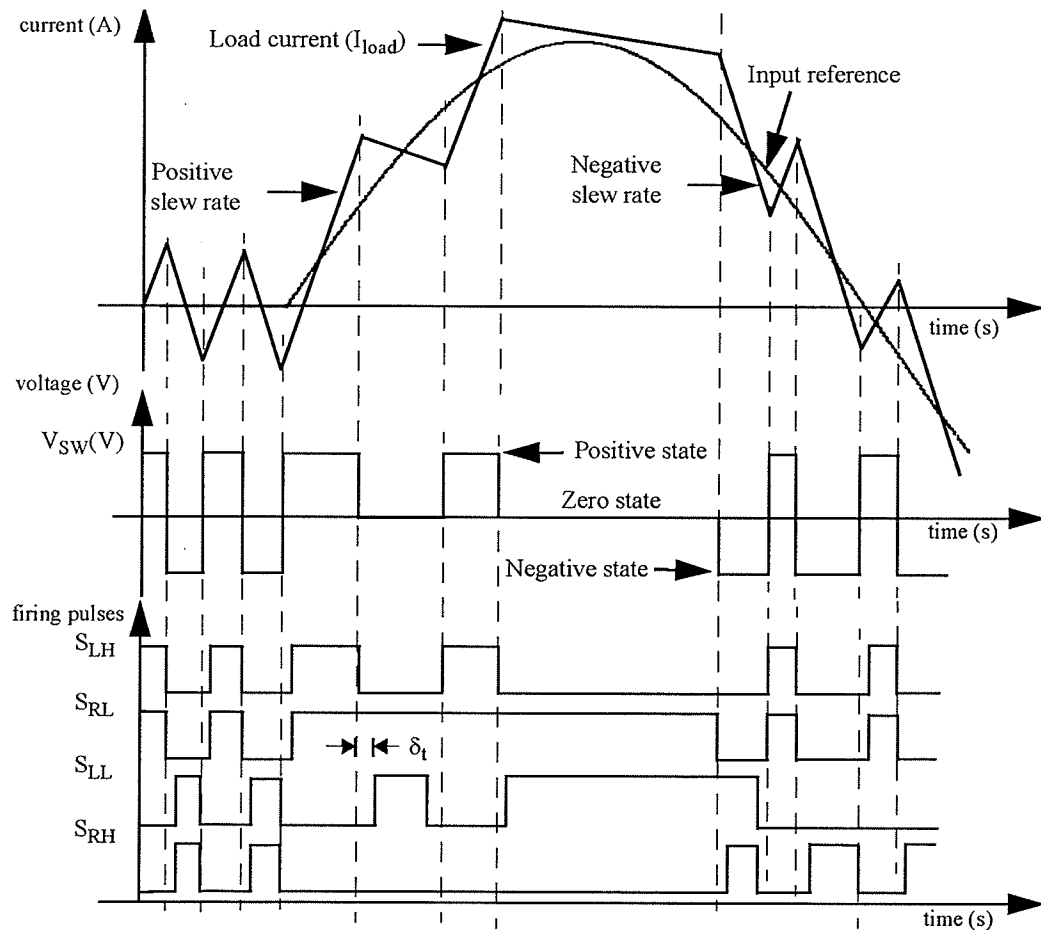 current (A)
Load current (I_load)
Input reference
Positive
slew rate
Negative
slew rate
time (s)
voltage (V)
V_SW(V)
Positive state
Zero state
time (s)
Negative state
firing pulses
S_LH
S_RL
δ_t
S_LL
S_RH
time (s)